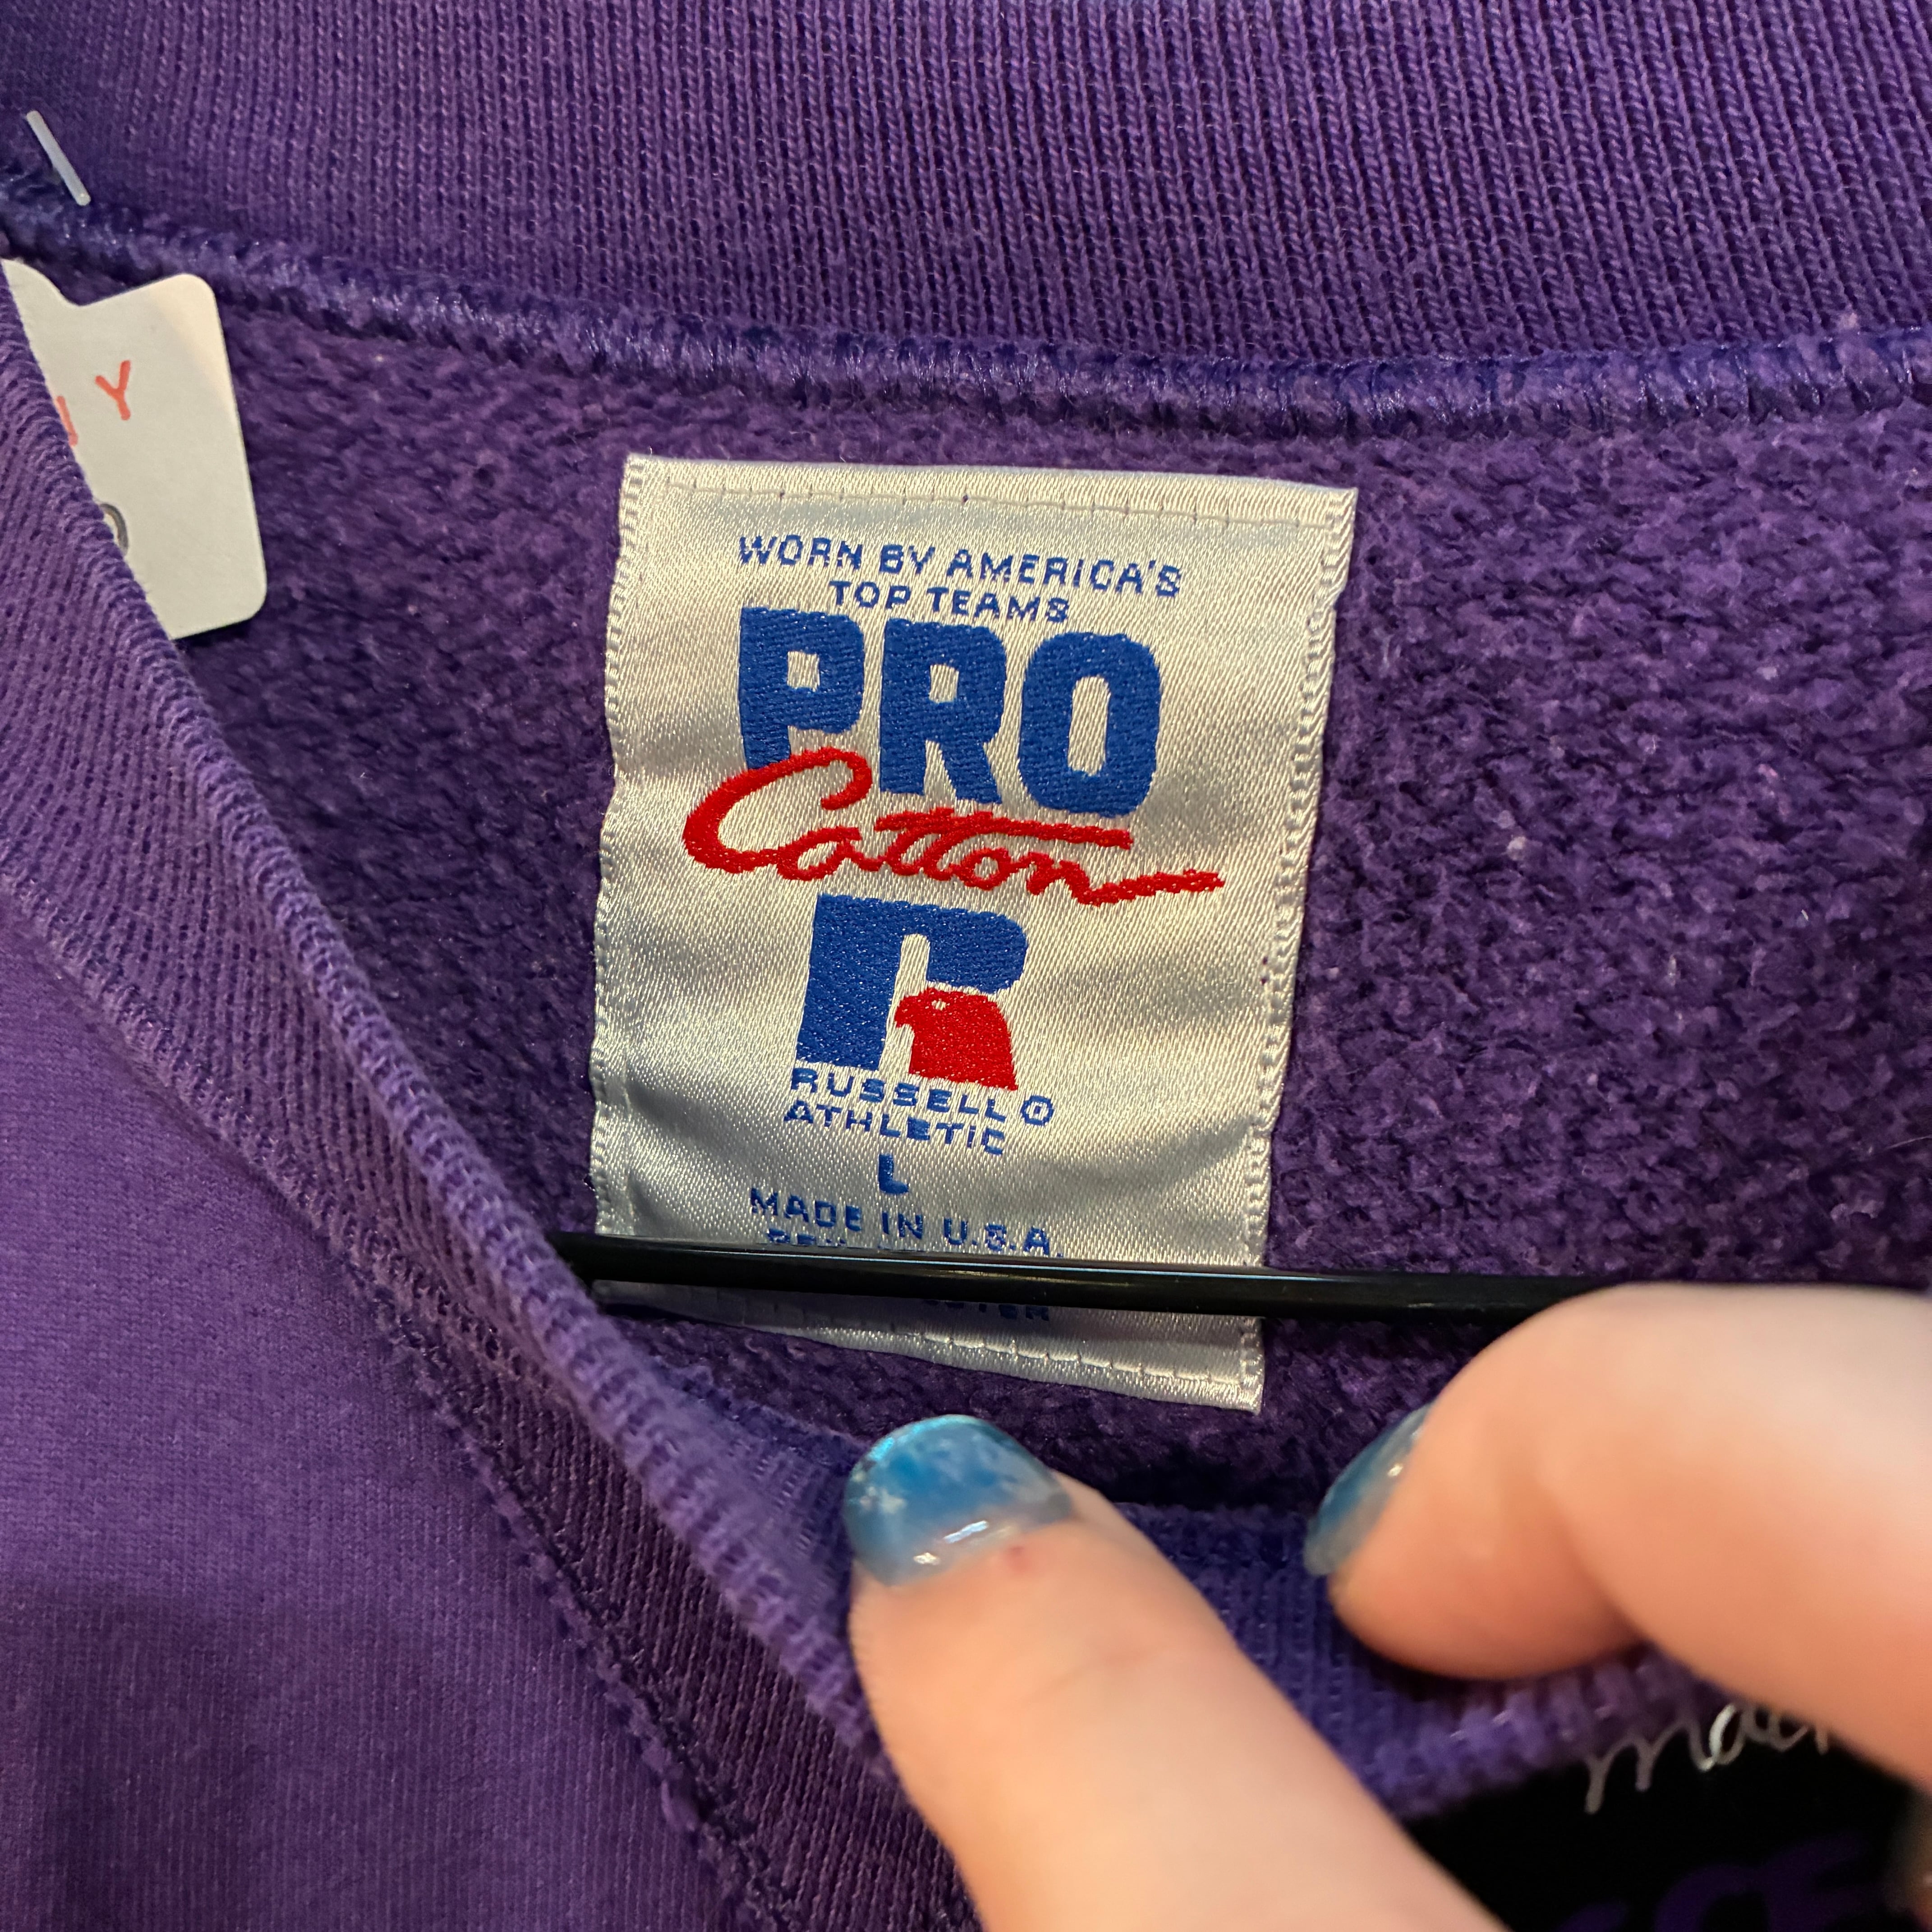 Y
WORN BY AMERICA'S
TOP TEAMS
PRO
Cotton
R
RUSSELL ®
ATHLETIC
L
MADE IN U.S.A.